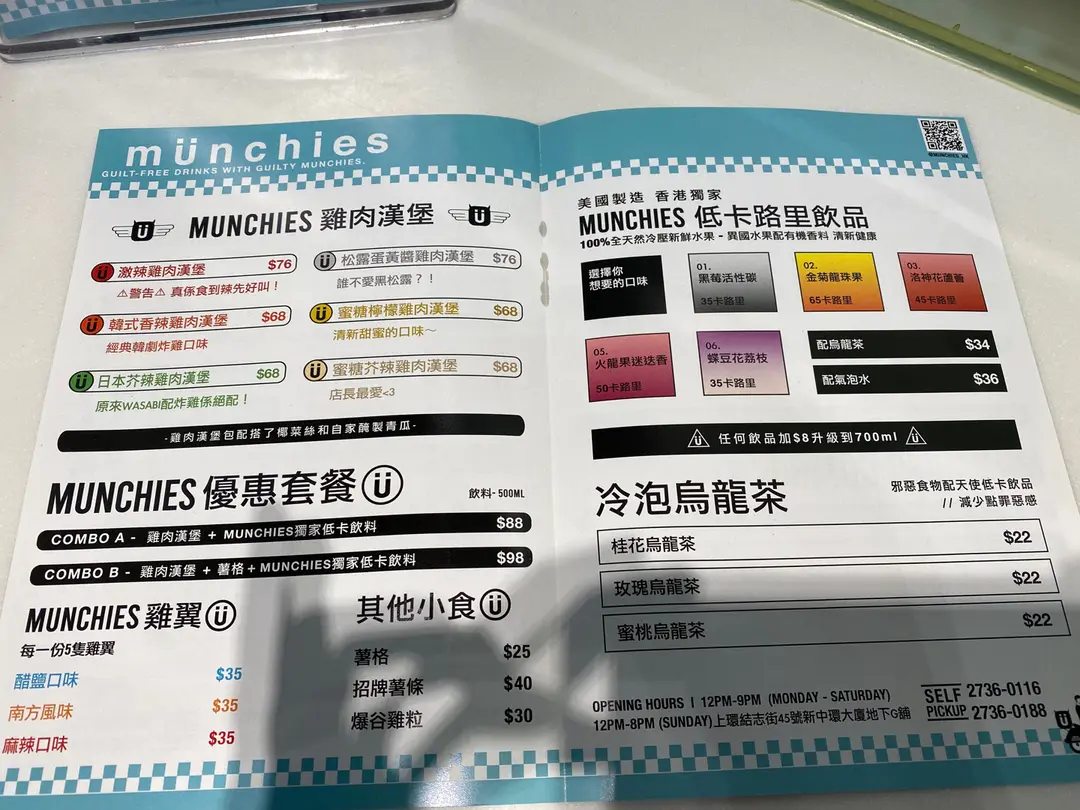 münchies
GUILT-FREE DRINKS WITH GUILTY MUNCHIES.
MUNCHIES 雞肉漢堡
激辣雞肉漢堡 $76
⚠警告⚠ 真係食到辣先好叫！
松露蛋黃醬雞肉漢堡 $76
誰不愛黑松露？！
韓式香辣雞肉漢堡 $68
經典韓劇炸雞口味
蜜糖檸檬雞肉漢堡 $68
清新甜蜜的口味～
日本芥辣雞肉漢堡 $68
原來WASABI配炸雞係絕配！
蜜糖芥辣雞肉漢堡 $68
店長最愛<3
-雞肉漢堡包配搭了椰菜絲和自家醃製青瓜-
MUNCHIES 優惠套餐 Ü
飲料- 500ML
COMBO A - 雞肉漢堡 + MUNCHIES獨家低卡飲料 $88
COMBO B - 雞肉漢堡 + 薯格 + MUNCHIES獨家低卡飲料 $98
MUNCHIES 雞翼 Ü
每一份5隻雞翼
醋鹽口味 $35
南方風味 $35
麻辣口味 $35
其他小食 Ü
薯格 $25
招牌薯條 $40
爆谷雞粒 $30
@MUNCHIES_HK
美國製造 香港獨家
MUNCHIES 低卡路里飲品
100%全天然冷壓新鮮水果 - 異國水果配有機香料 清新健康
選擇你
想要的口味
01.
黑莓活性碳
35卡路里
02.
金菊龍珠果
65卡路里
03.
洛神花蘆薈
45卡路里
05.
火龍果迷迭香
50卡路里
06.
蝶豆花荔枝
35卡路里
配烏龍茶 $34
配氣泡水 $36
任何飲品加$8升級到700ml
冷泡烏龍茶
邪惡食物配天使低卡飲品
// 減少點罪惡感
桂花烏龍茶 $22
玫瑰烏龍茶 $22
蜜桃烏龍茶 $22
OPENING HOURS | 12PM-9PM (MONDAY - SATURDAY)
12PM-8PM (SUNDAY) 上環結志街45號新中環大廈地下G舖
SELF PICKUP
2736-0116
2736-0188